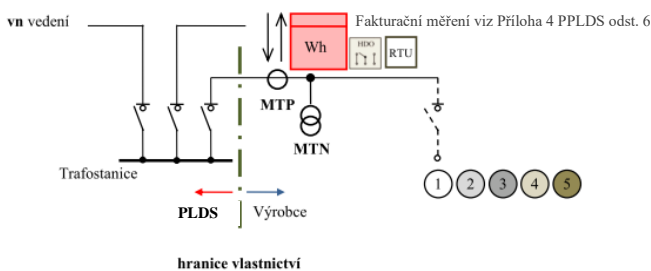 vn vedení
Fakturační měření viz Příloha 4 PPLDS odst. 6
Wh
HDO
RTU
MTP
MTN
Trafostanice
1 2 3 4 5
PLDS Výrobce
hranice vlastnictví